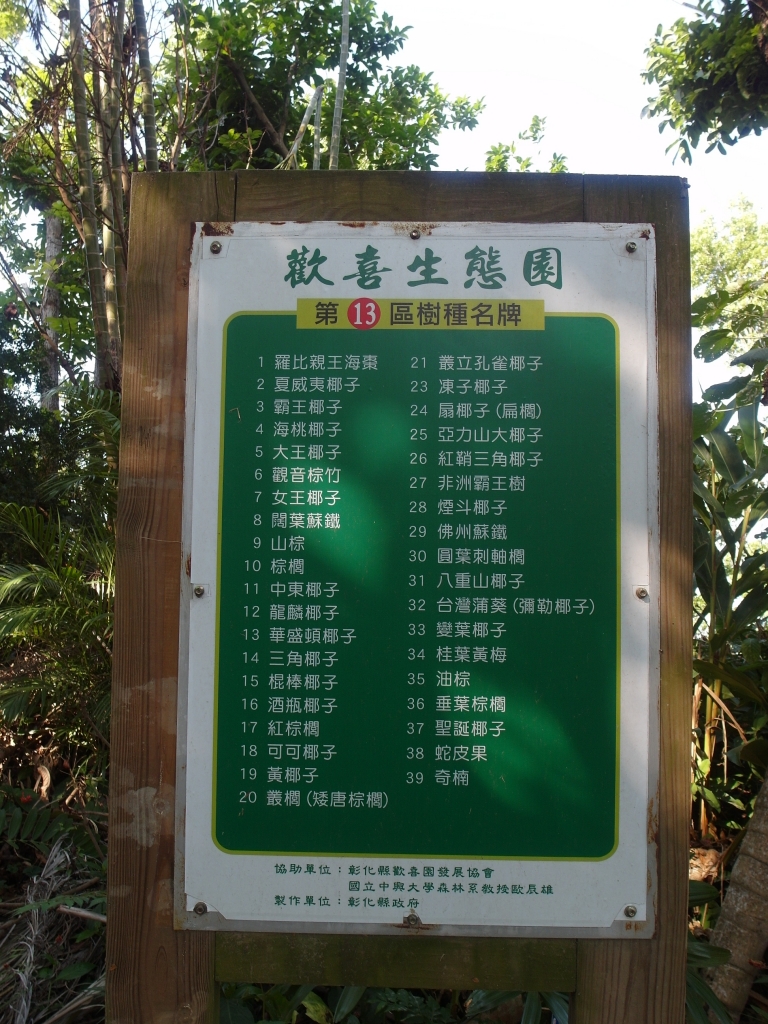 歡喜生態園
第13區樹種名牌
1 羅比親王海棗
2 夏威夷椰子
3 霸王椰子
4 海桃椰子
5 大王椰子
6 觀音棕竹
7 女王椰子
8 闊葉蘇鐵
9 山棕
10 棕櫚
11 中東椰子
12 龍麟椰子
13 華盛頓椰子
14 三角椰子
15 棍棒椰子
16 酒瓶椰子
17 紅棕櫚
18 可可椰子
19 黃椰子
20 叢櫚 (矮唐棕櫚)
21 叢立孔雀椰子
23 凍子椰子
24 扇椰子 (扁櫚)
25 亞力山大椰子
26 紅鞘三角椰子
27 非洲霸王樹
28 煙斗椰子
29 佛州蘇鐵
30 圓葉刺軸櫚
31 八重山椰子
32 台灣蒲葵 (彌勒椰子)
33 變葉椰子
34 桂葉黃梅
35 油棕
36 垂葉棕櫚
37 聖誕椰子
38 蛇皮果
39 奇楠
協助單位：彰化縣歡喜園發展協會
國立中興大學森林系教授歐辰雄
製作單位：彰化縣政府